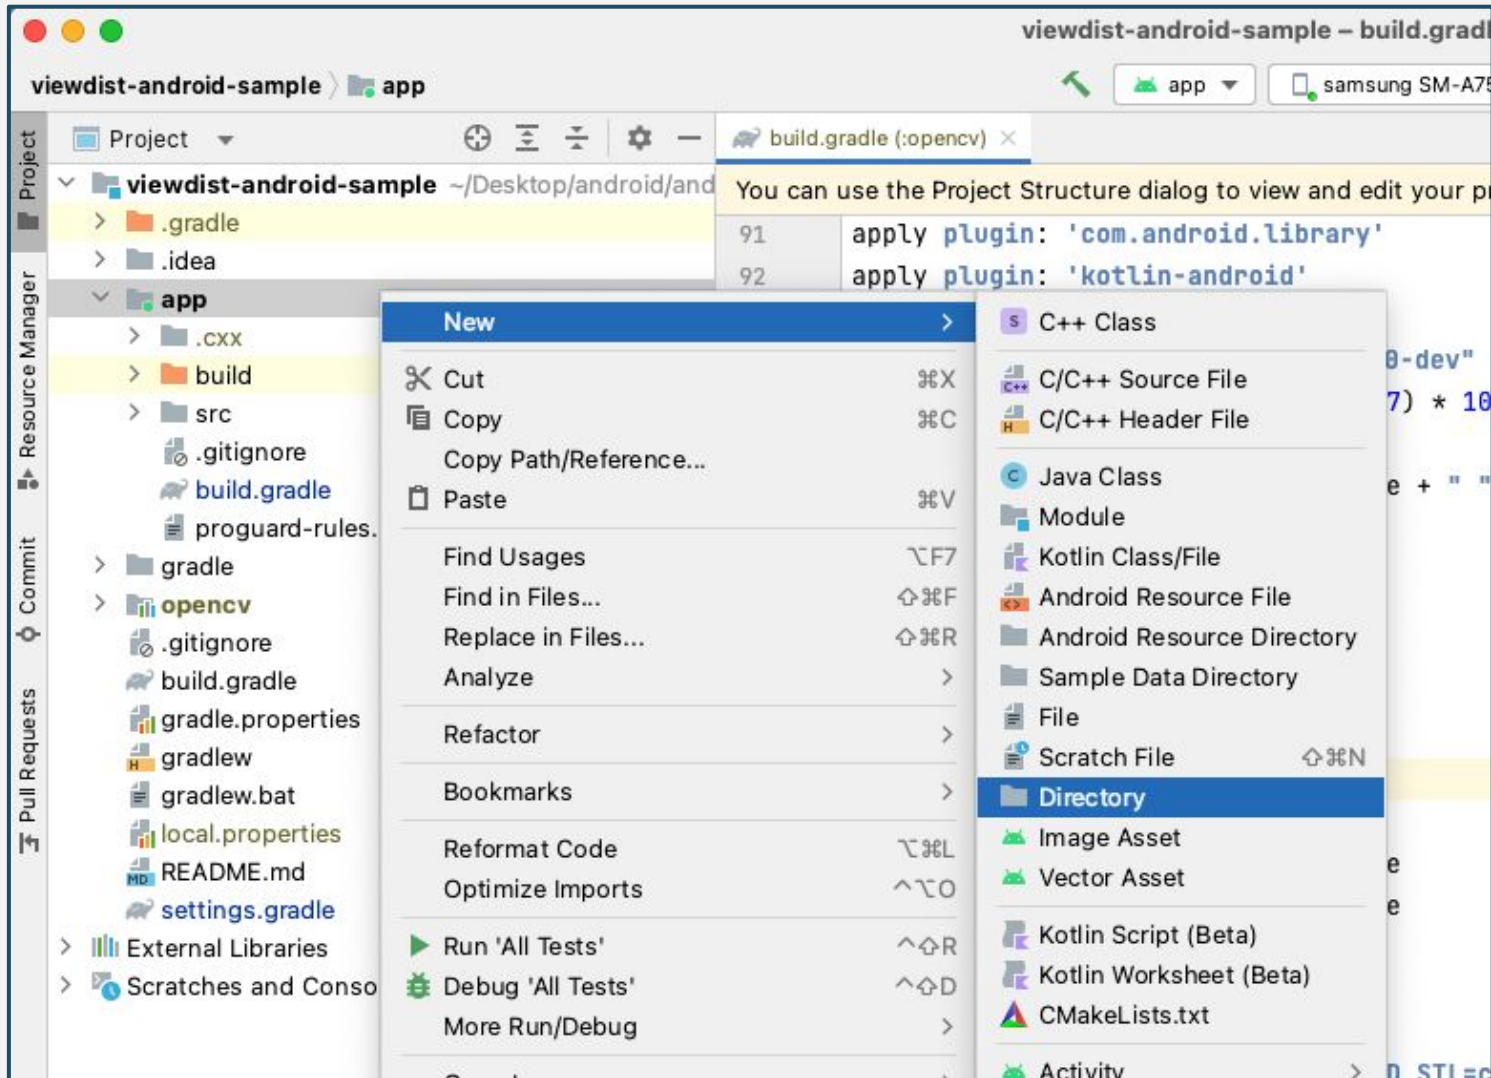 viewdist-android-sample – build.gradl
viewdist-android-sample
app
app
samsung SM-A75
Project
Resource Manager
Commit
Pull Requests
Project
viewdist-android-sample ~/Desktop/android/and
.gradle
.idea
app
.cxx
build
src
.gitignore
build.gradle
proguard-rules.
gradle
opencv
.gitignore
build.gradle
gradle.properties
gradlew
gradlew.bat
local.properties
README.md
settings.gradle
External Libraries
Scratches and Conso
build.gradle (:opencv)
You can use the Project Structure dialog to view and edit your p
91 apply plugin: 'com.android.library'
92 apply plugin: 'kotlin-android'
0-dev"
7) * 10
e + " "
e
e
New
Cut ⌘X
Copy ⌘C
Copy Path/Reference...
Paste ⌘V
Find Usages ⌥F7
Find in Files... ⇧⌘F
Replace in Files... ⇧⌘R
Analyze
Refactor
Bookmarks
Reformat Code ⌥⌘L
Optimize Imports ^⌥O
Run 'All Tests' ^⇧R
Debug 'All Tests' ^⇧D
More Run/Debug
C++ Class
C/C++ Source File
C/C++ Header File
Java Class
Module
Kotlin Class/File
Android Resource File
Android Resource Directory
Sample Data Directory
File
Scratch File ⇧⌘N
Directory
Image Asset
Vector Asset
Kotlin Script (Beta)
Kotlin Worksheet (Beta)
CMakeLists.txt
Activity
D_STL=c